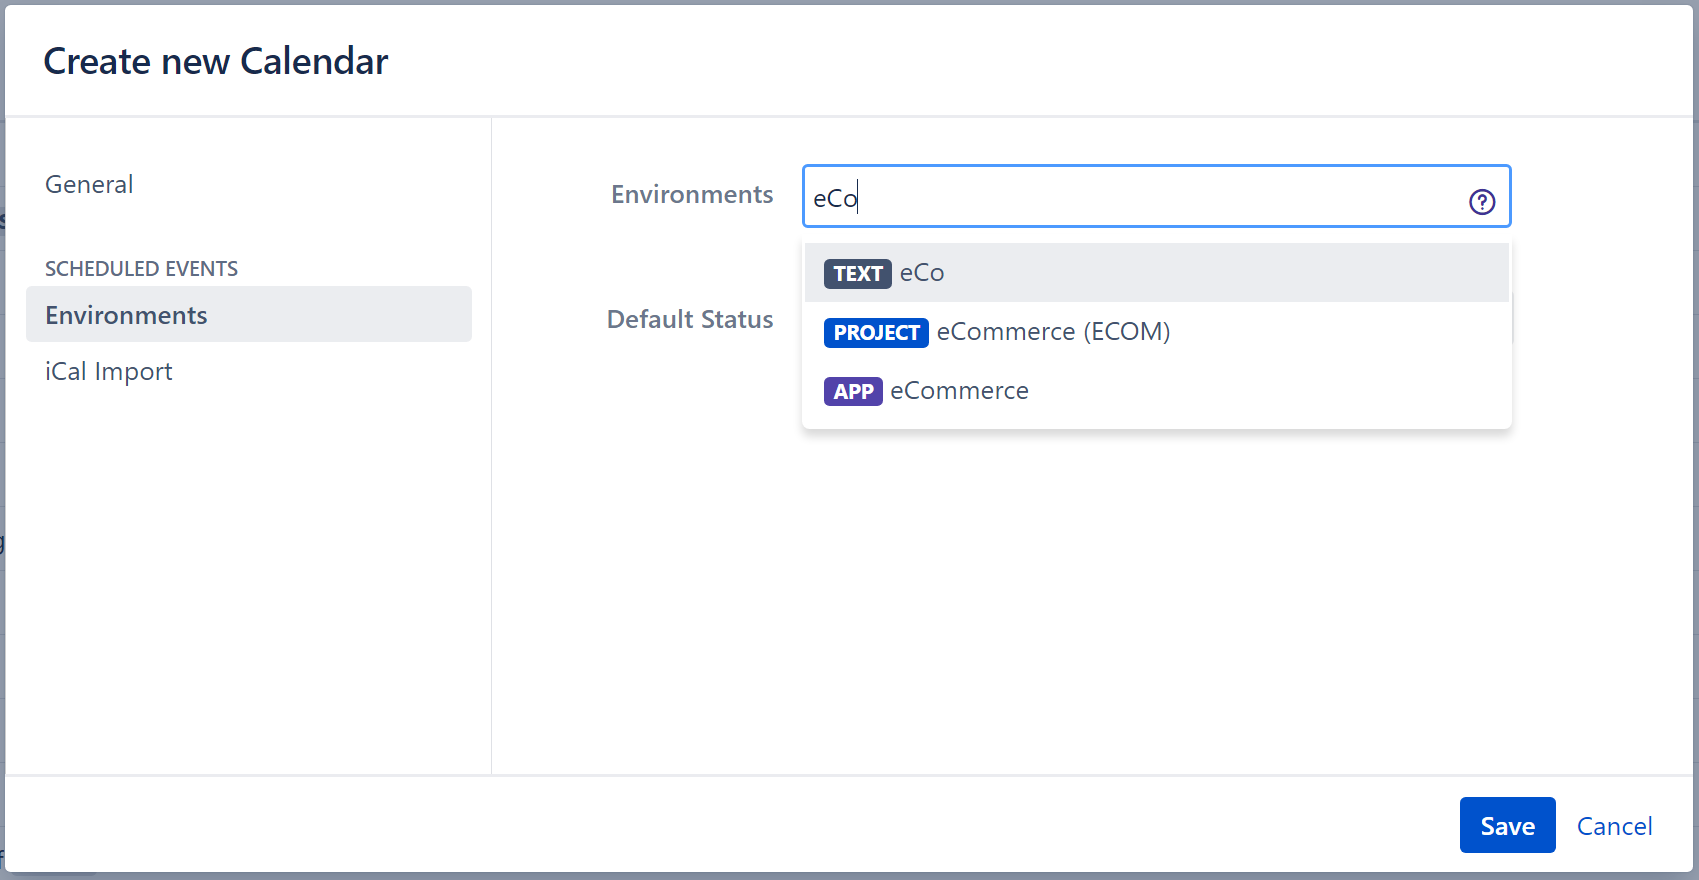 Create new Calendar
General
SCHEDULED EVENTS
Environments
iCal Import
Environments
eCo
TEXT eCo
PROJECT eCommerce (ECOM)
APP eCommerce
Default Status
Save
Cancel